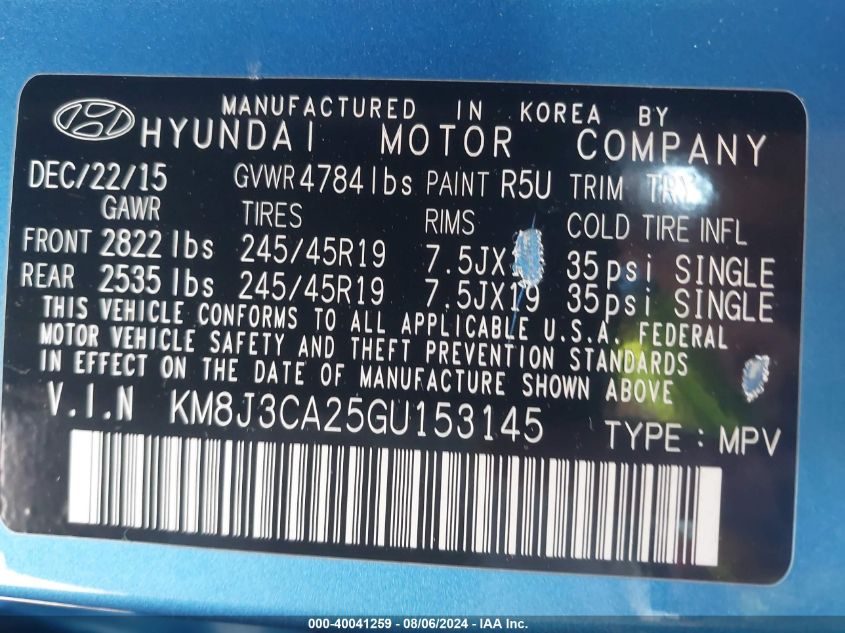 MANUFACTURED IN KOREA BY
HYUNDAI MOTOR COMPANY
DEC/22/15 GVWR 4784 lbs PAINT R5U TRIM TRY
GAWR TIRES RIMS COLD TIRE INFL
FRONT 2822 lbs 245/45R19 7.5JX 35psi SINGLE
REAR 2535 lbs 245/45R19 7.5JX19 35psi SINGLE
THIS VEHICLE CONFORMS TO ALL APPLICABLE U.S.A. FEDERAL
MOTOR VEHICLE SAFETY AND THEFT PREVENTION STANDARDS
IN EFFECT ON THE DATE OF MANUFACTURE SHOWN ABOVE
V.I.N KM8J3CA25GU153145 TYPE : MPV
000-40041259 - 08/06/2024 - IAA Inc.